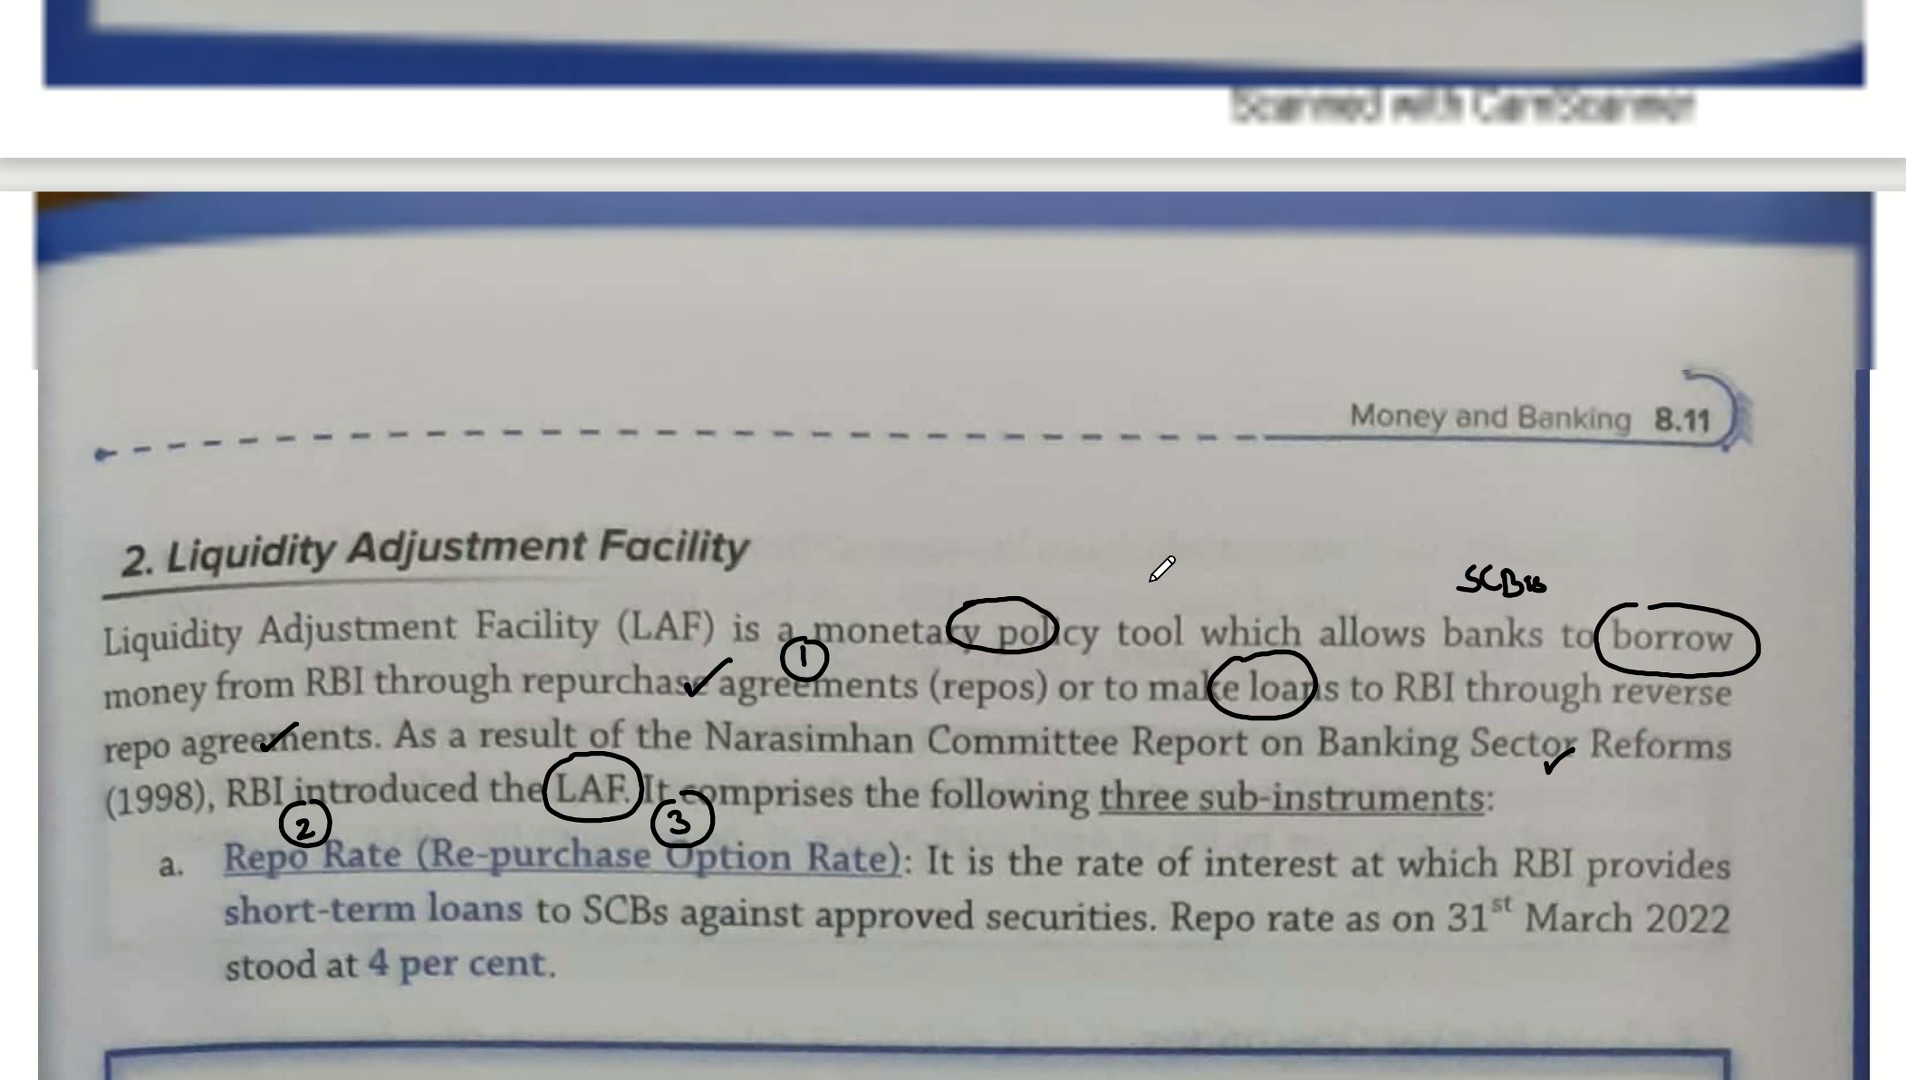 Scanned with CamScanner
Money and Banking 8.11
2. Liquidity Adjustment Facility
SCBs
Liquidity Adjustment Facility (LAF) is a monetary policy tool which allows banks to borrow
1
money from RBI through repurchase agreements (repos) or to make loans to RBI through reverse
repo agreements. As a result of the Narasimhan Committee Report on Banking Sector Reforms
(1998), RBI introduced the LAF. It comprises the following three sub-instruments:
2 3
a. Repo Rate (Re-purchase Option Rate): It is the rate of interest at which RBI provides
short-term loans to SCBs against approved securities. Repo rate as on 31st March 2022
stood at 4 per cent.